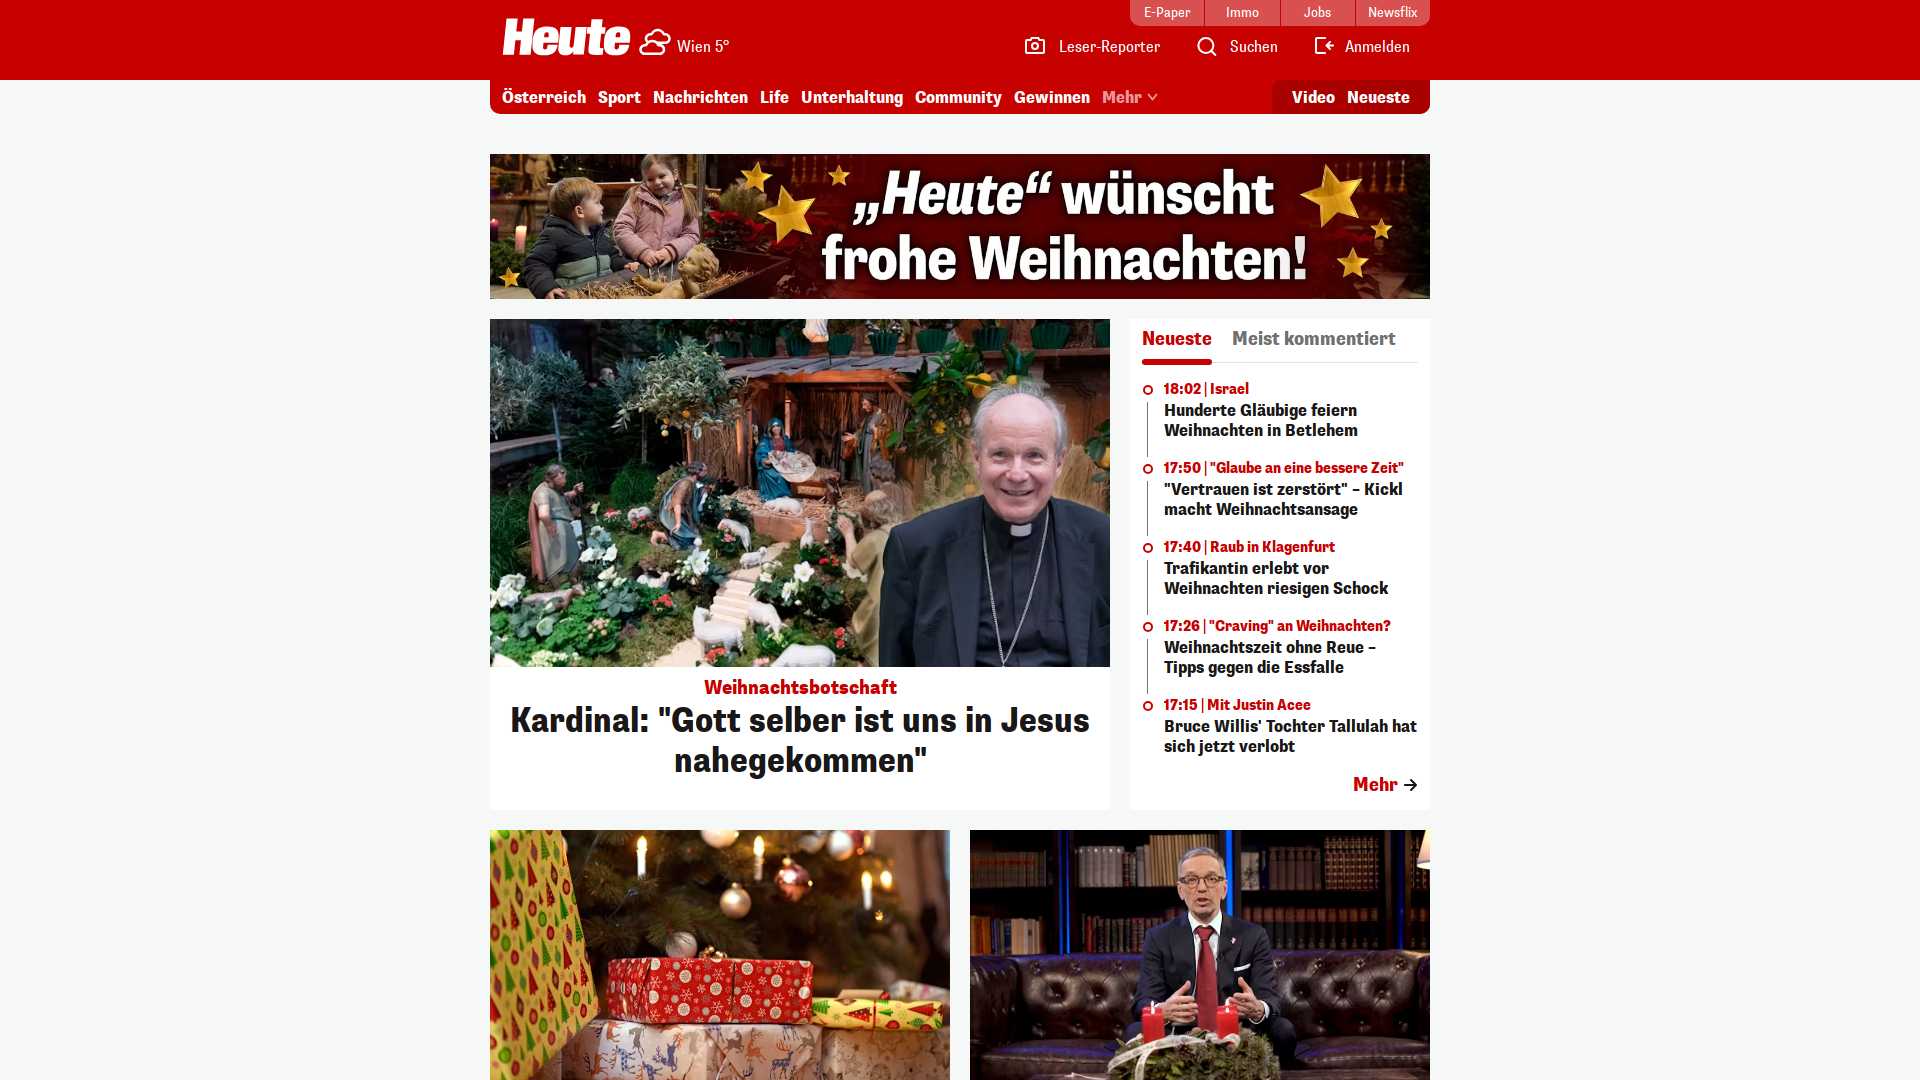 E-Paper
Immo
Jobs
Newsflix
Heute
Wien 5°
Leser-Reporter
Suchen
Anmelden
Österreich
Sport
Nachrichten
Life
Unterhaltung
Community
Gewinnen
Mehr
Video
Neueste
„Heute“ wünscht
frohe Weihnachten!
Weihnachtsbotschaft
Kardinal: "Gott selber ist uns in Jesus
nahegekommen"
Neueste
Meist kommentiert
18:02 | Israel
Hunderte Gläubige feiern
Weihnachten in Betlehem
17:50 | "Glaube an eine bessere Zeit"
"Vertrauen ist zerstört" – Kickl
macht Weihnachtsansage
17:40 | Raub in Klagenfurt
Trafikantin erlebt vor
Weihnachten riesigen Schock
17:26 | "Craving" an Weihnachten?
Weihnachtszeit ohne Reue –
Tipps gegen die Essfalle
17:15 | Mit Justin Acee
Bruce Willis' Tochter Tallulah hat
sich jetzt verlobt
Mehr